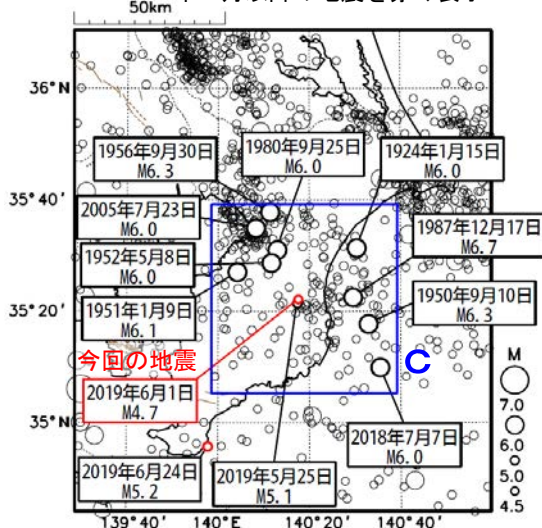 50km
36°N
35°40'
35°20'
35°N
139°40'
140°E
140°20'
140°40'
1956年9月30日
M6.3
1980年9月25日
M6.0
1924年1月15日
M6.0
2005年7月23日
M6.0
1987年12月17日
M6.7
1952年5月8日
M6.0
1950年9月10日
M6.3
1951年1月9日
M6.1
今回の地震
C
2019年6月1日
M4.7
2018年7月7日
M6.0
2019年6月24日
M5.2
2019年5月25日
M5.1
M
7.0
6.0
5.0
4.5